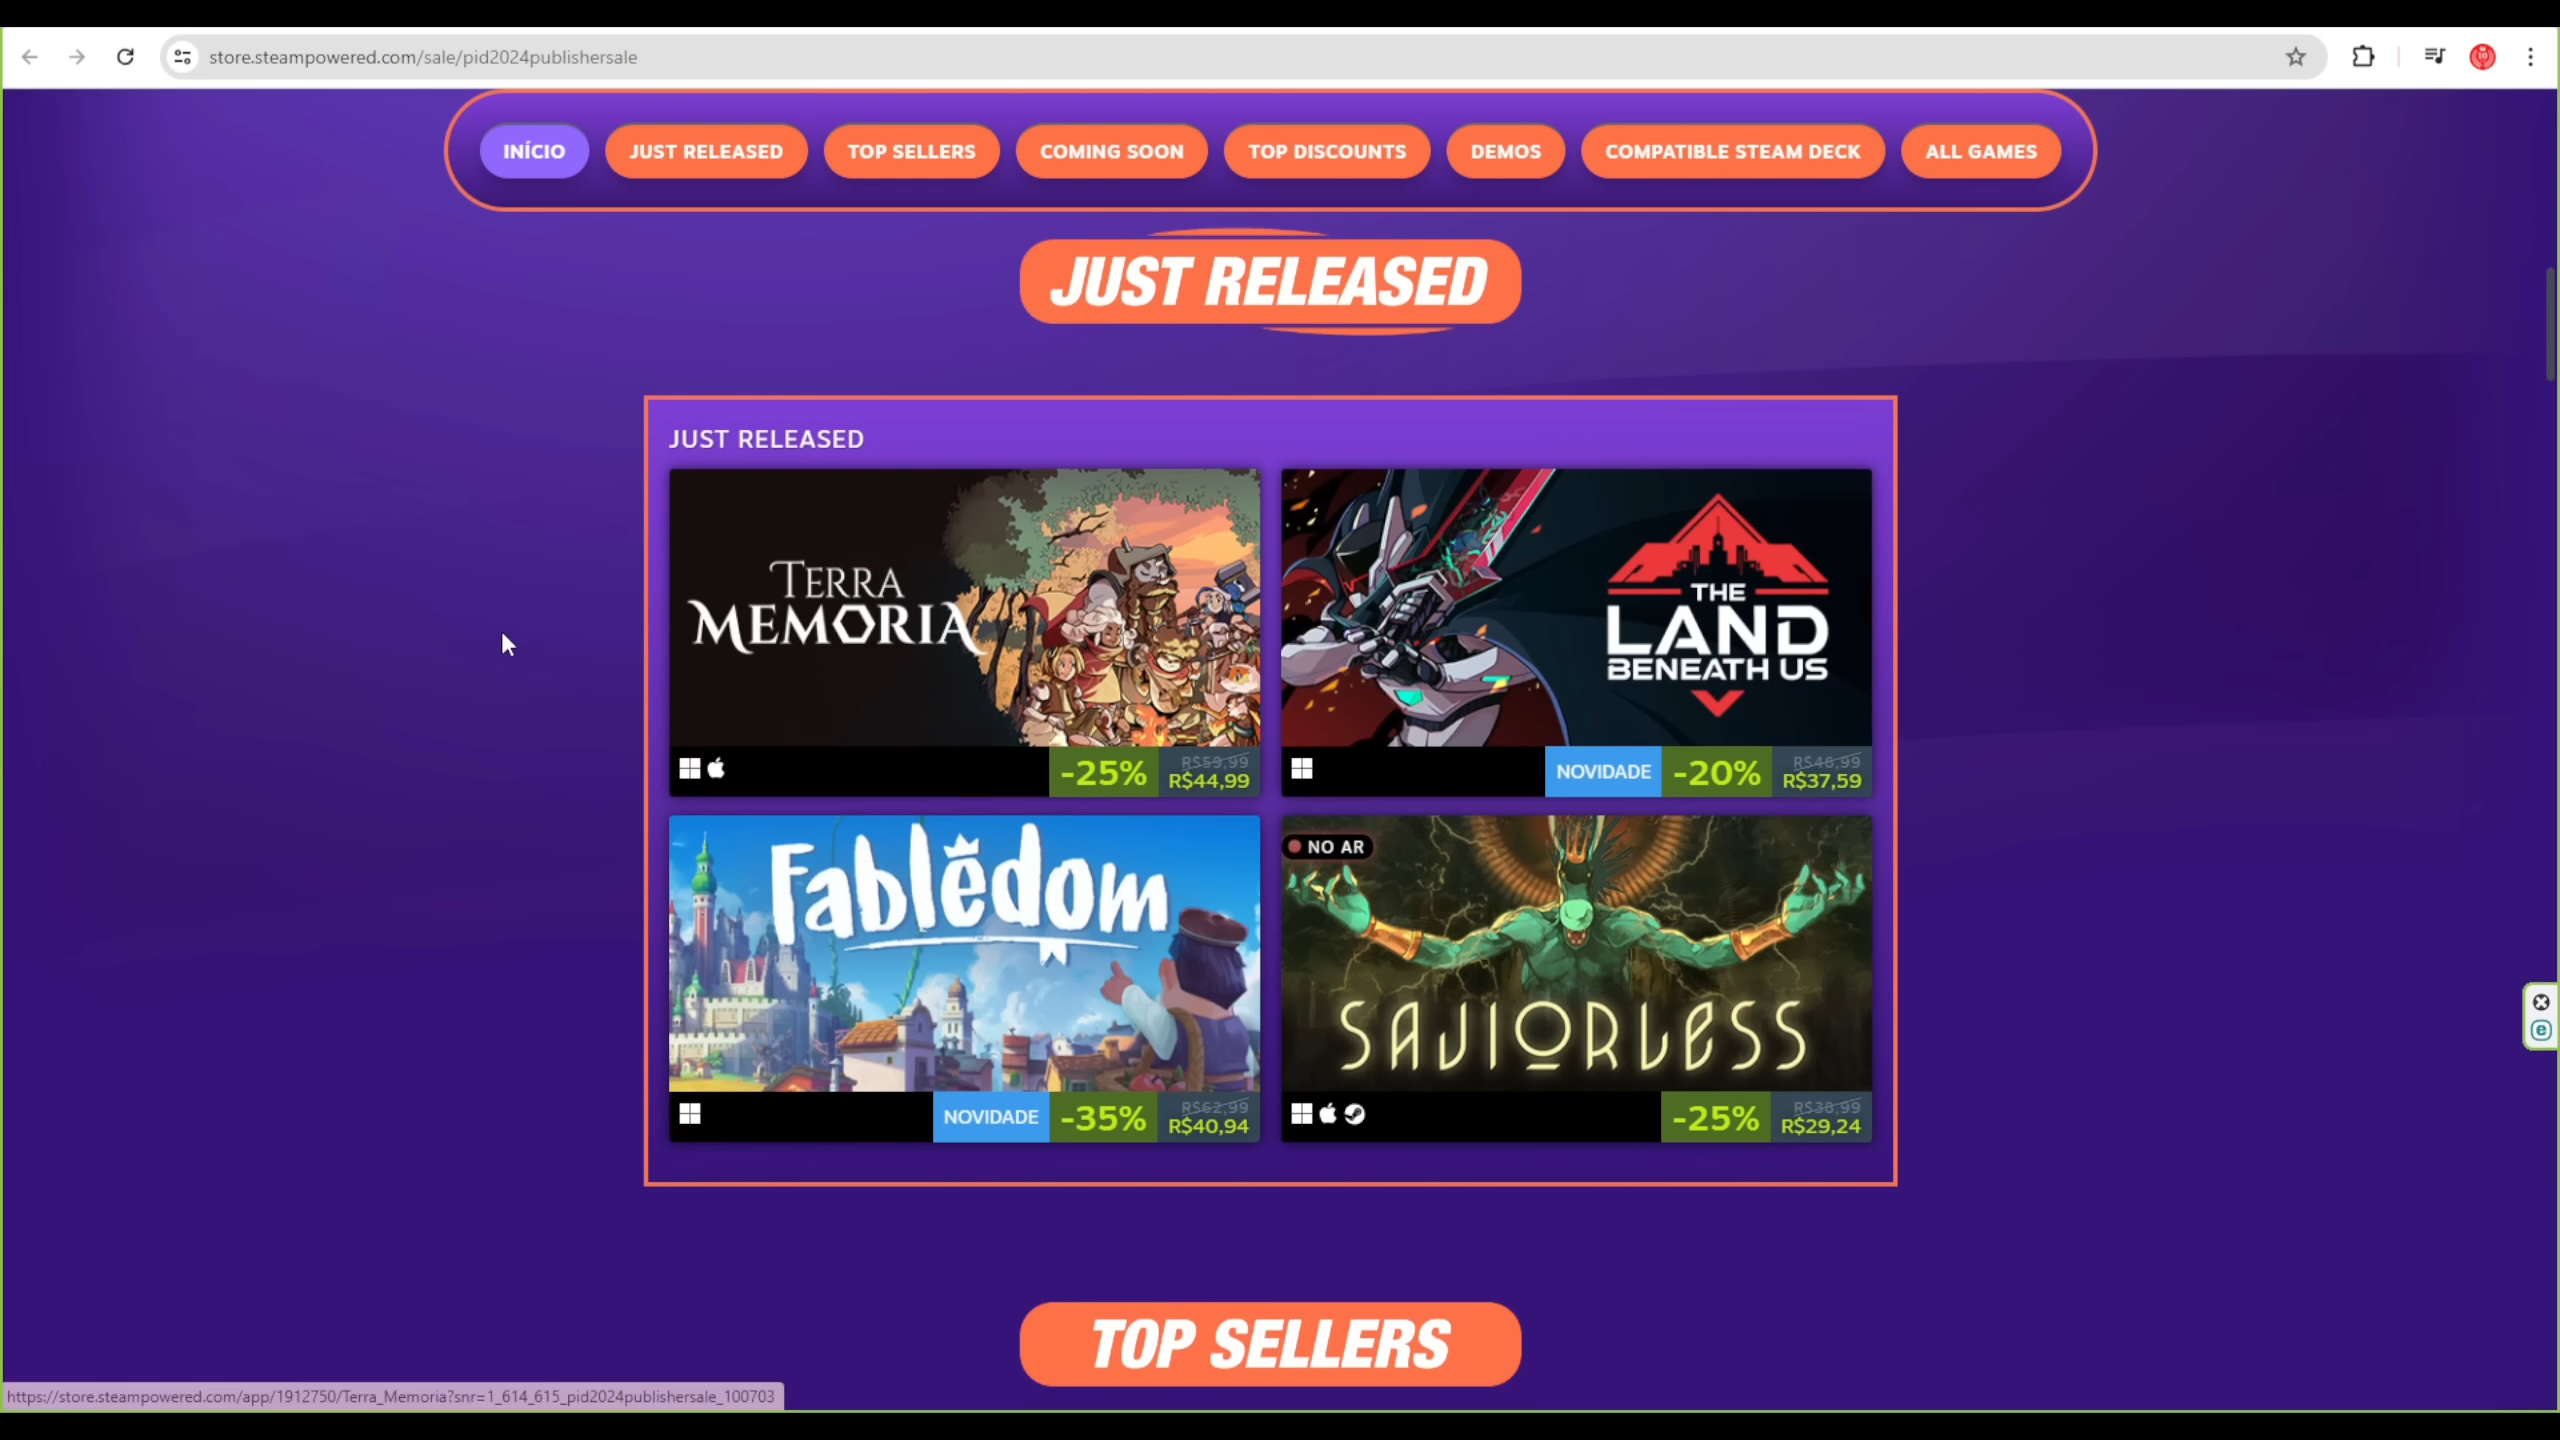 store.steampowered.com/sale/pid2024publishersale
INÍCIO
JUST RELEASED
TOP SELLERS
COMING SOON
TOP DISCOUNTS
DEMOS
COMPATIBLE STEAM DECK
ALL GAMES
JUST RELEASED
JUST RELEASED
TERRA
MEMORIA
-25%
R$59,99
R$44,99
THE
LAND
BENEATH US
NOVIDADE
-20%
R$46,99
R$37,59
Fabledom
NOVIDADE
-35%
R$62,99
R$40,94
NO AR
SAVIORLESS
-25%
R$38,99
R$29,24
TOP SELLERS
https://store.steampowered.com/app/1912750/Terra_Memoria?snr=1_614_615_pid2024publishersale_100703